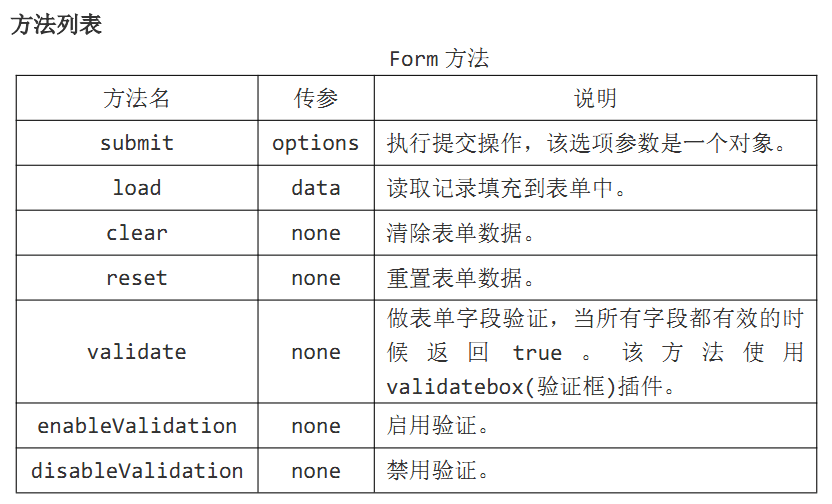 方法列表
Form 方法
方法名 传参 说明
submit options 执行提交操作，该选项参数是一个对象。
load data 读取记录填充到表单中。
clear none 清除表单数据。
reset none 重置表单数据。
validate none 做表单字段验证，当所有字段都有效的时
候返回 true。该方法使用
validatebox(验证框)插件。
enableValidation none 启用验证。
disableValidation none 禁用验证。